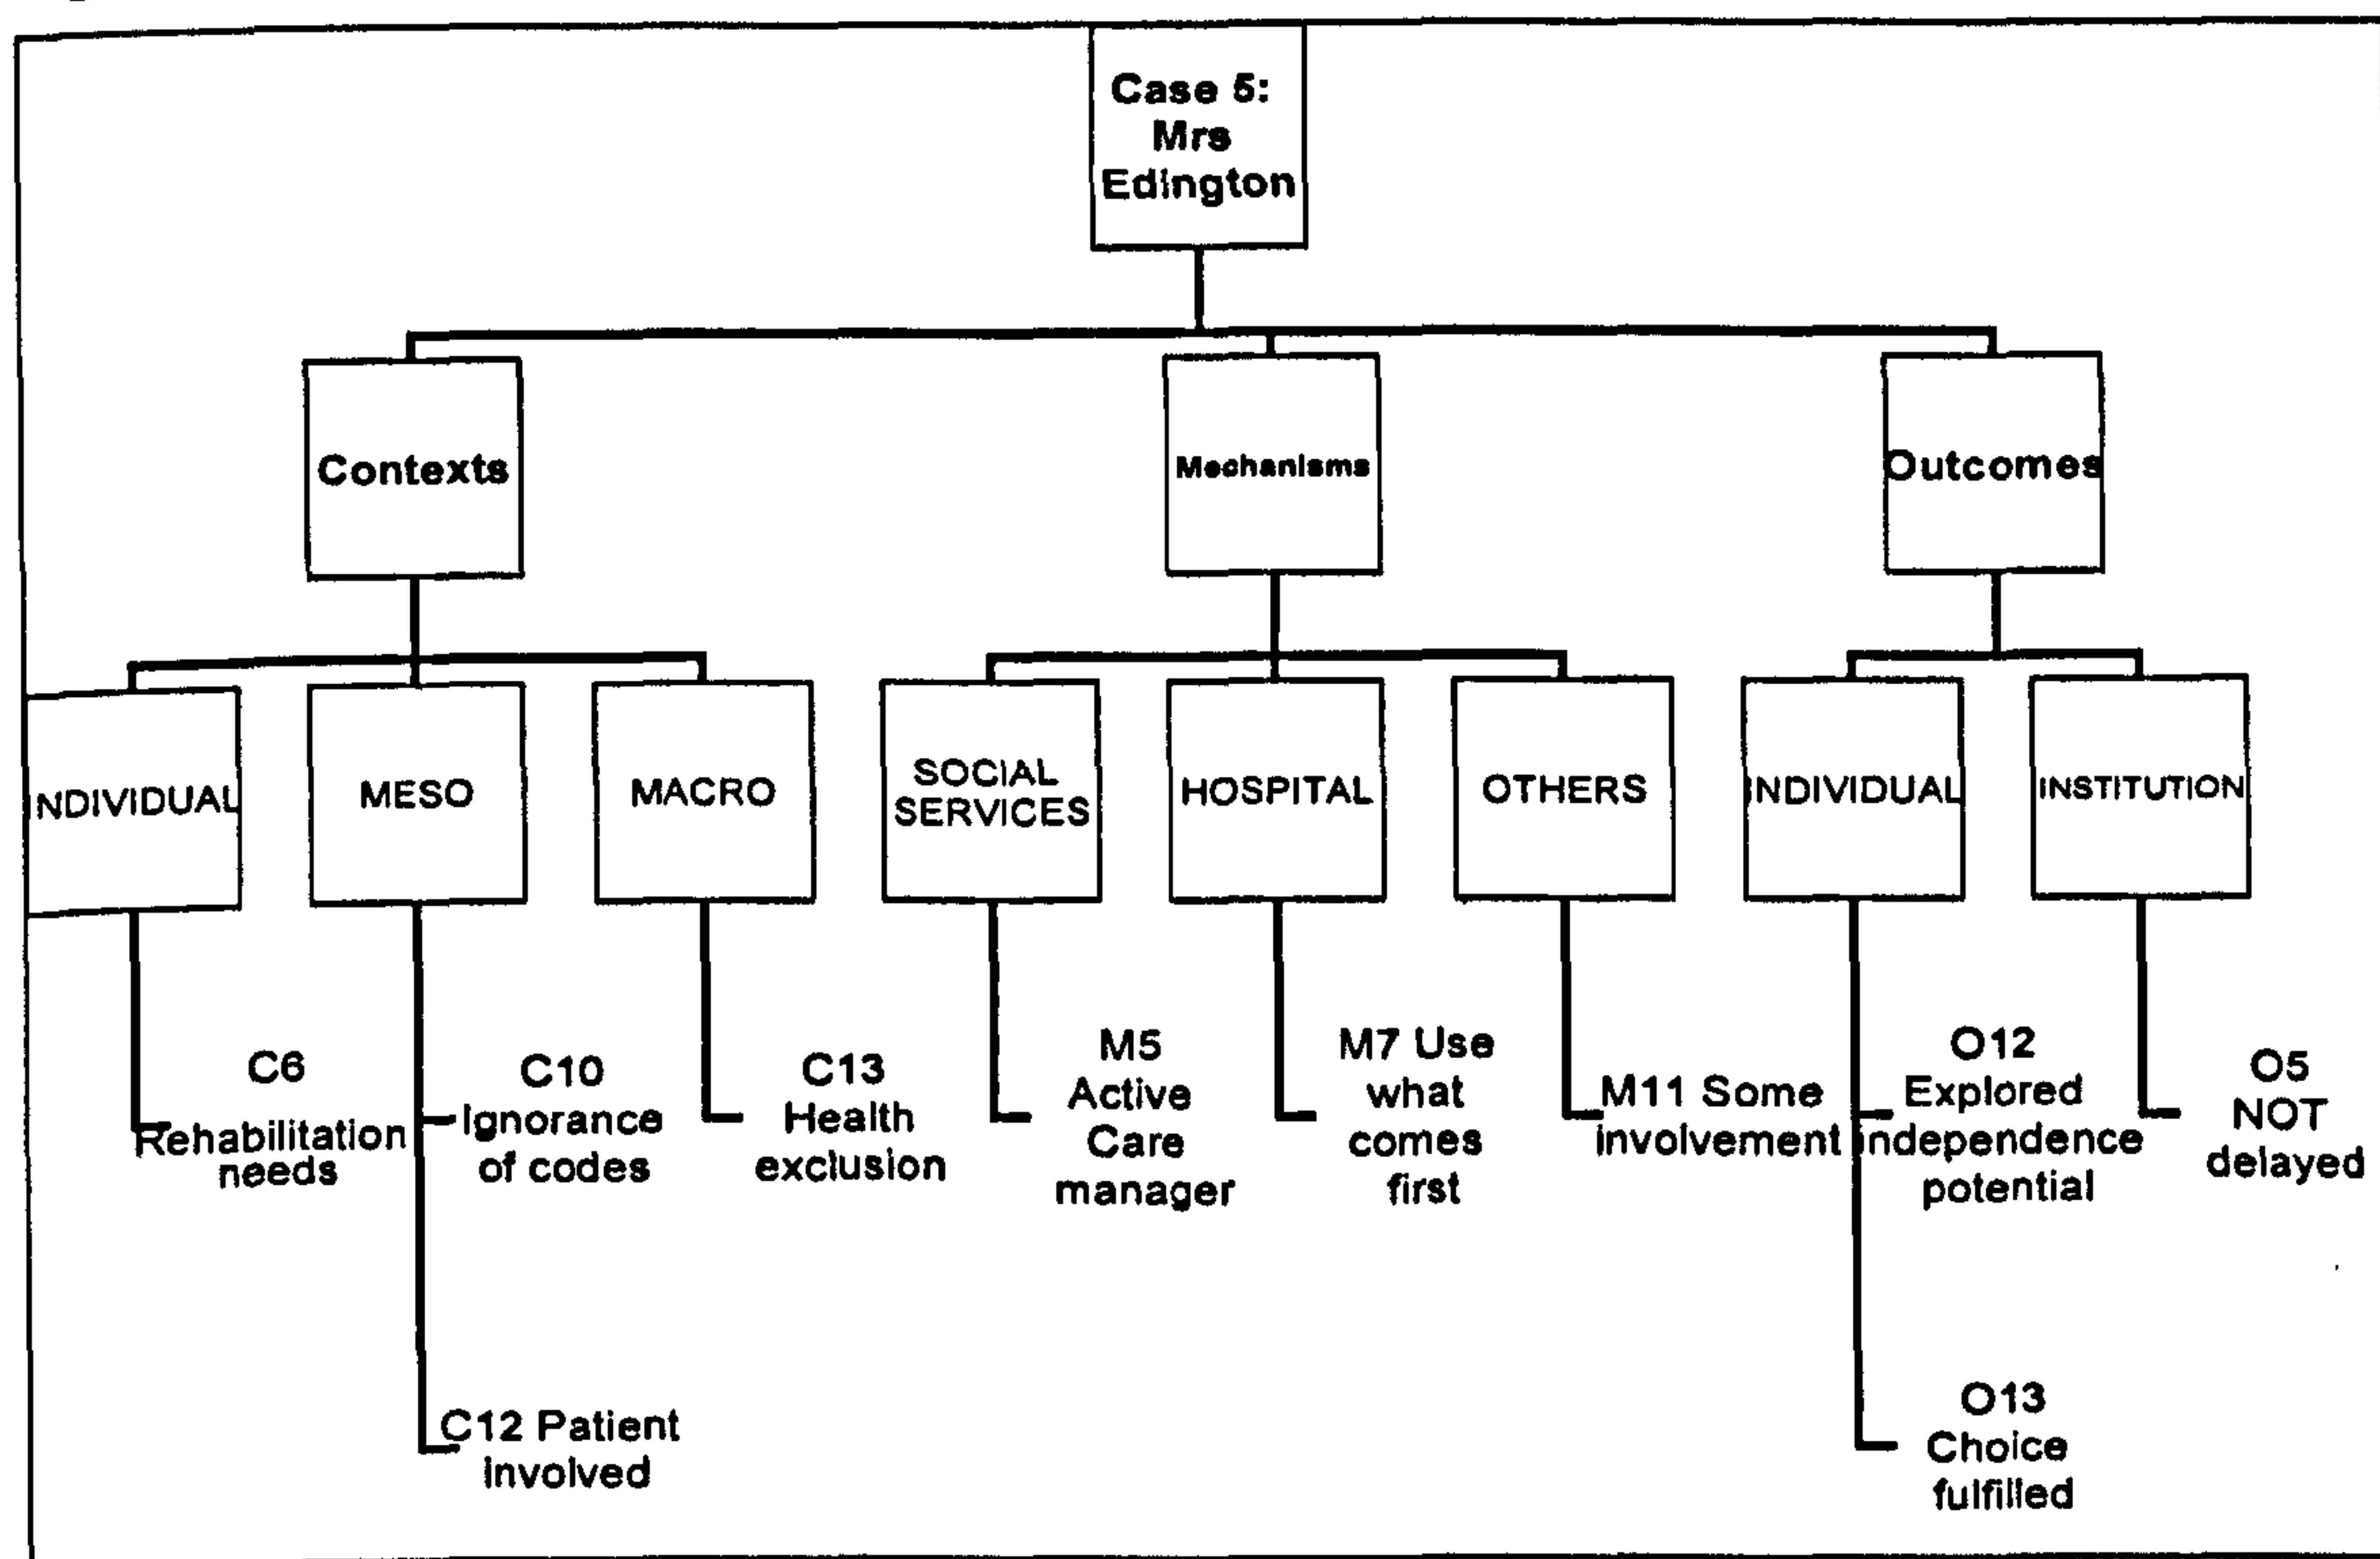 Case 5:
Mrs
Edington
Contexts
Mechanisms
Outcomes
NDIVIDUAL
MESO
MACRO
SOCIAL
SERVICES
HOSPITAL
OTHERS
INDIVIDUAL
INSTITUTION
C6
Rehabilitation
needs
C10
Ignorance
of codes
C12 Patient
involved
C13
Health
exclusion
M5
Active
Care
manager
M7 Use
what
comes
first
M11 Some
involvement
O12
Explored
independence
potential
O13
Choice
fulfilled
O5
NOT
delayed